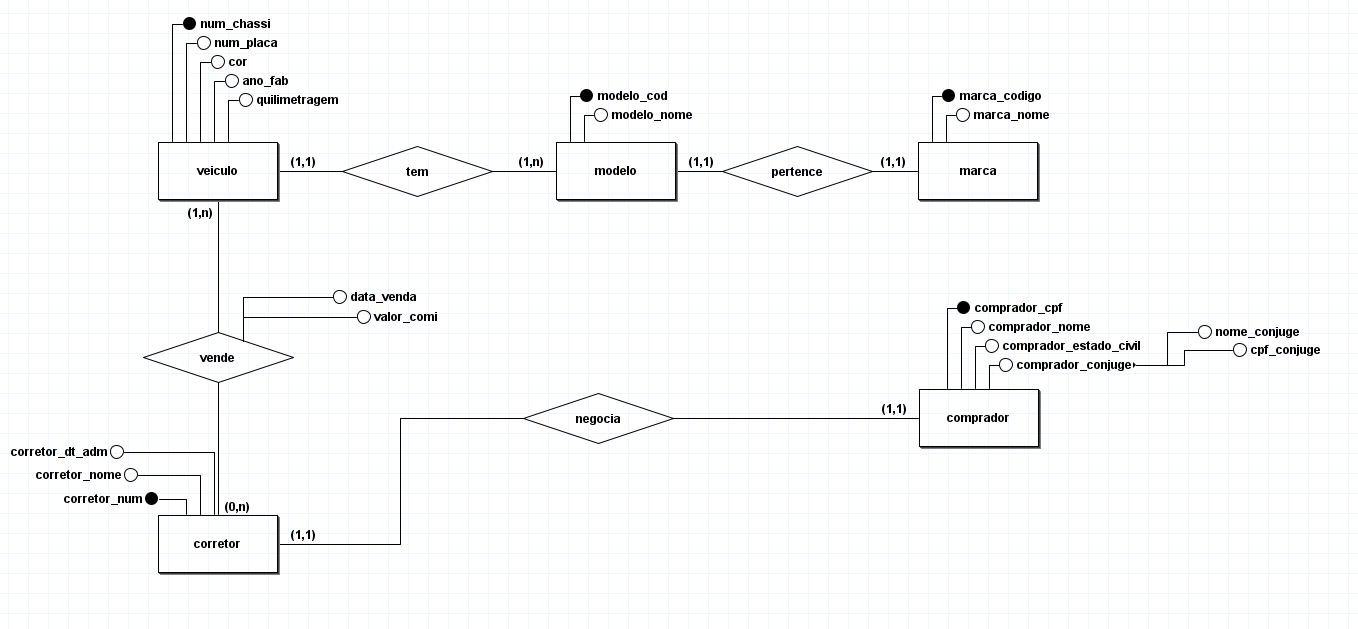 num_chassi
num_placa
cor
ano_fab
quilimetragem
modelo_cod
modelo_nome
marca_codigo
marca_nome
veiculo
(1,1)
tem
(1,n)
modelo
(1,1)
pertence
(1,1)
marca
(1,n)
data_venda
valor_comi
vende
comprador_cpf
comprador_nome
comprador_estado_civil
comprador_conjuge
nome_conjuge
cpf_conjuge
negocia
(1,1)
comprador
corretor_dt_adm
corretor_nome
corretor_num
(0,n)
corretor
(1,1)